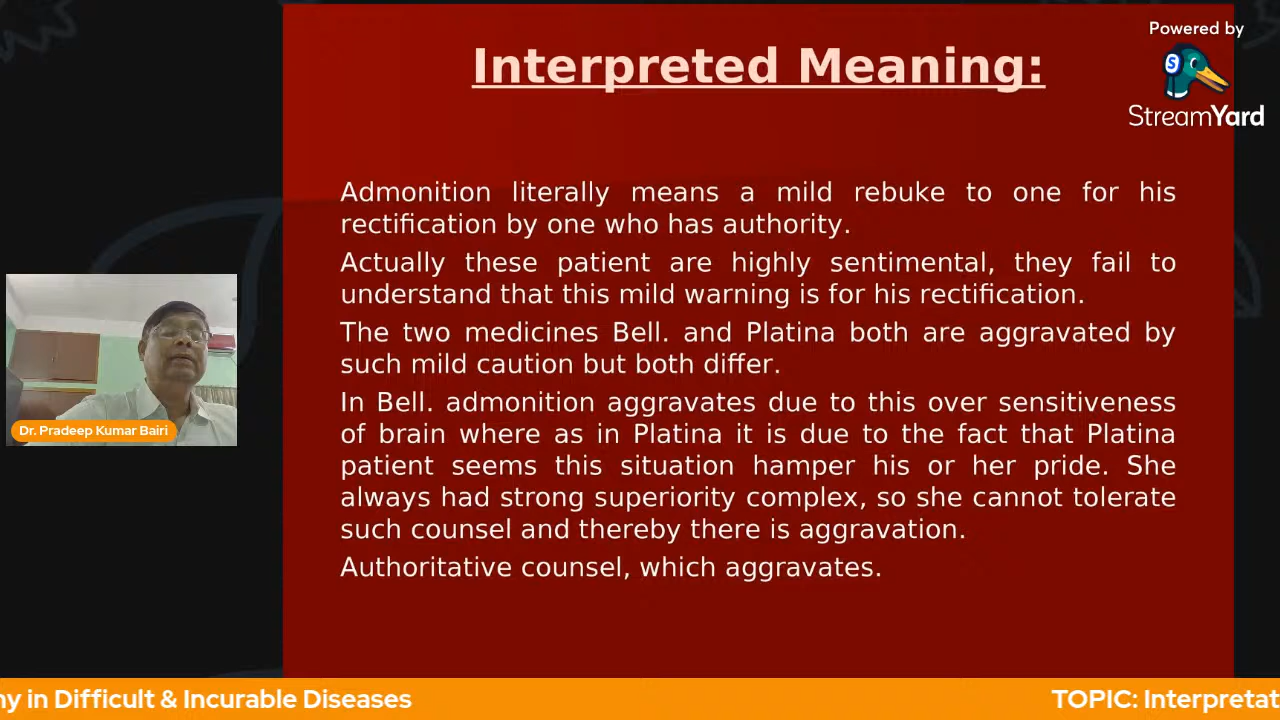 Powered by
StreamYard
Interpreted Meaning:
Admonition literally means a mild rebuke to one for his
rectification by one who has authority.
Actually these patient are highly sentimental, they fail to
understand that this mild warning is for his rectification.
The two medicines Bell. and Platina both are aggravated by
such mild caution but both differ.
In Bell. admonition aggravates due to this over sensitiveness
of brain where as in Platina it is due to the fact that Platina
patient seems this situation hamper his or her pride. She
always had strong superiority complex, so she cannot tolerate
such counsel and thereby there is aggravation.
Authoritative counsel, which aggravates.
Dr. Pradeep Kumar Bairi
in Difficult & Incurable Diseases
TOPIC: